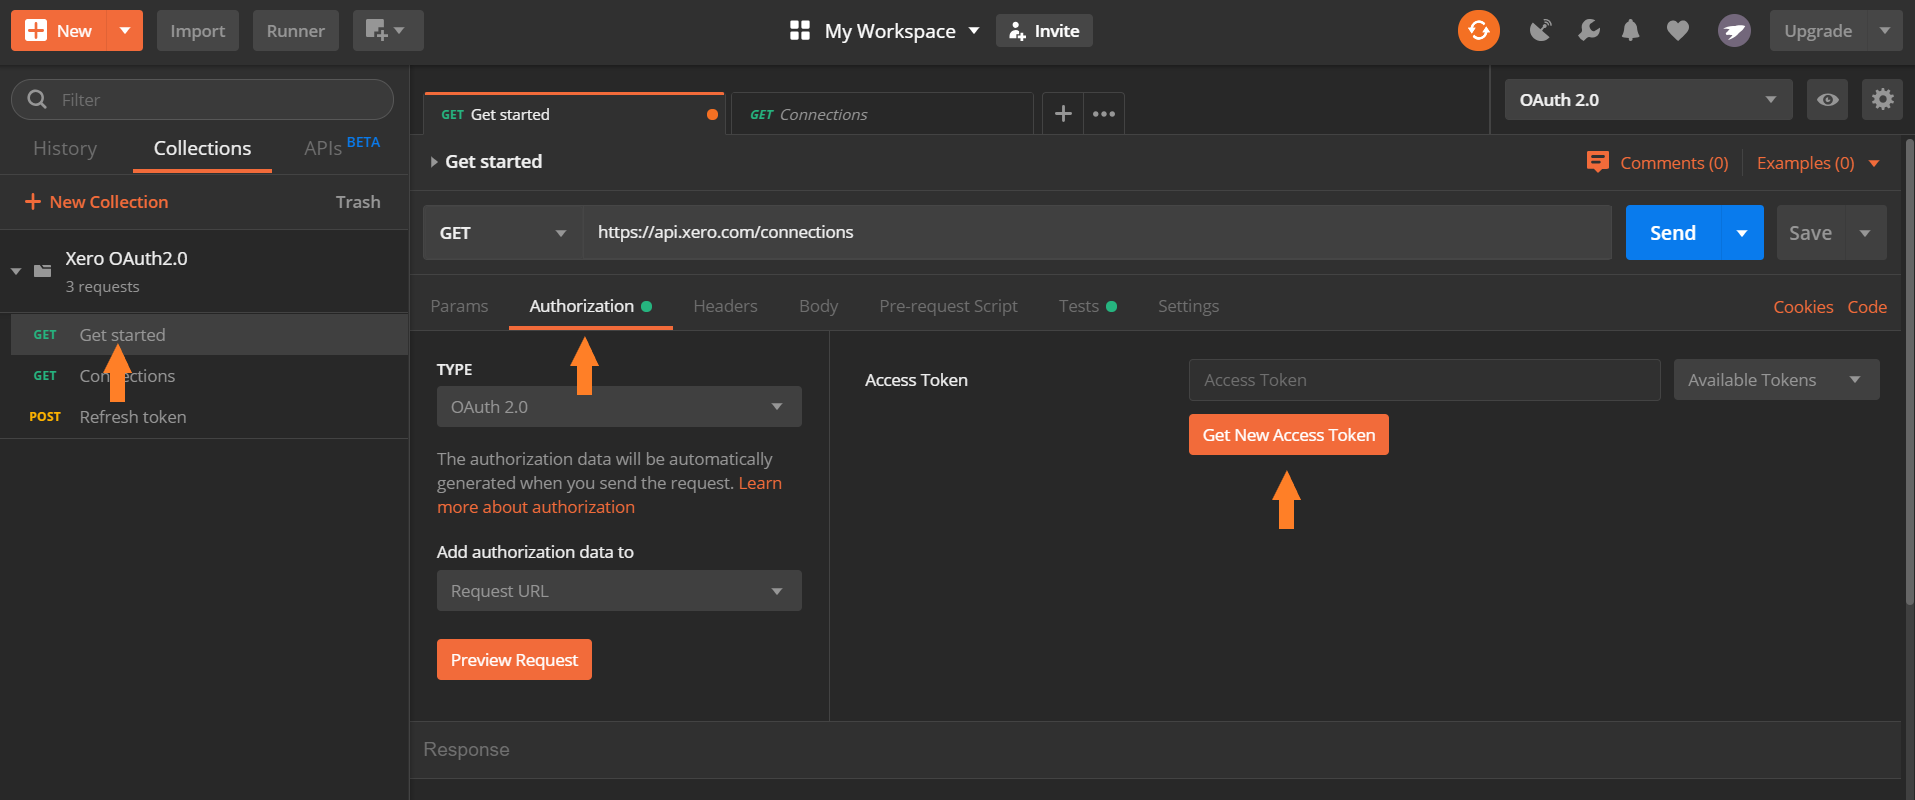 New
Import
Runner
My Workspace
Invite
Upgrade
Filter
History
Collections
APIs BETA
New Collection
Trash
Xero OAuth2.0
3 requests
GET Get started
GET Connections
POST Refresh token
GET Get started
GET Connections
OAuth 2.0
Get started
Comments (0)
Examples (0)
GET
https://api.xero.com/connections
Send
Save
Params
Authorization
Headers
Body
Pre-request Script
Tests
Settings
Cookies
Code
TYPE
OAuth 2.0
The authorization data will be automatically
generated when you send the request. Learn
more about authorization
Add authorization data to
Request URL
Preview Request
Access Token
Access Token
Available Tokens
Get New Access Token
Response